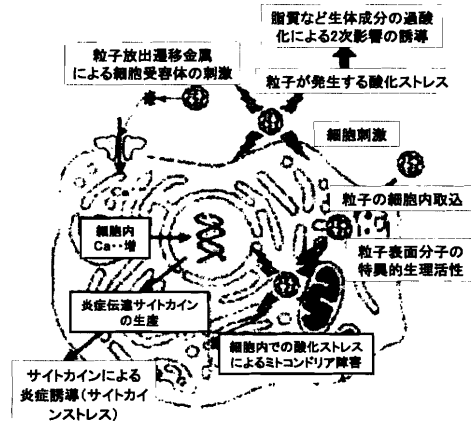 脂質など生体成分の過酸
化による2次影響の誘導
粒子放出遷移金属
による細胞受容体の刺激
粒子が発生する酸化ストレス
細胞刺激
粒子の細胞内取込
Ca
細胞内
Ca··増
粒子表面分子の
特異的生理活性
炎症伝達サイトカイン
の生産
細胞内での酸化ストレス
によるミトコンドリア障害
サイトカインによる
炎症誘導(サイトカイ
ンストレス)